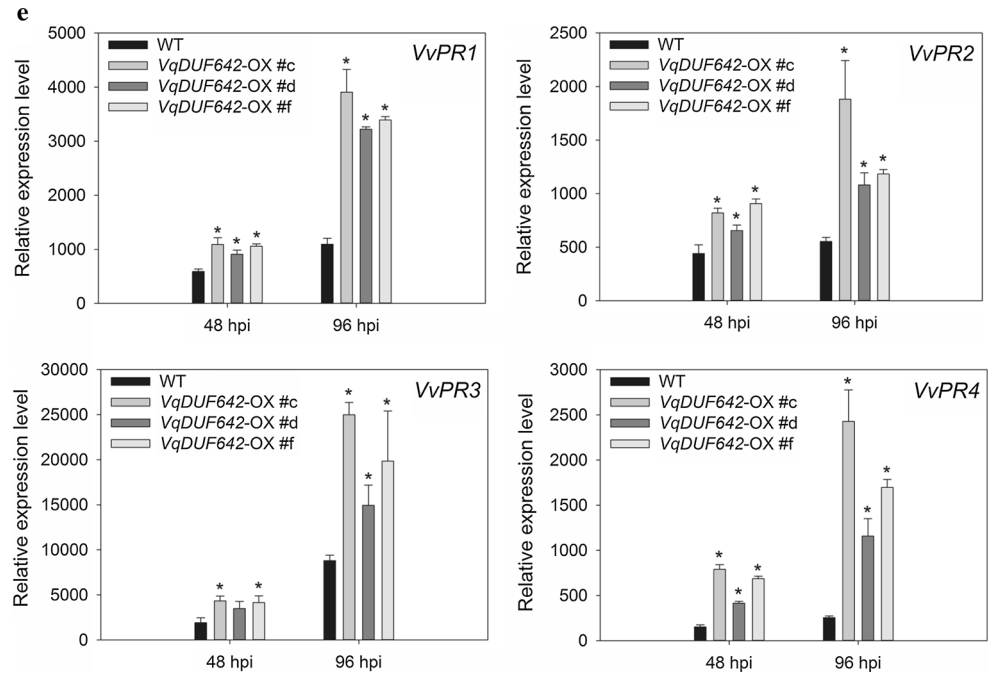 e
VvPR1
WT
VqDUF642-OX #c
VqDUF642-OX #d
VqDUF642-OX #f
Relative expression level
5000
4000
3000
2000
1000
0
48 hpi
96 hpi
*
*
*
*
*
*
VvPR2
WT
VqDUF642-OX #c
VqDUF642-OX #d
VqDUF642-OX #f
Relative expression level
2500
2000
1500
1000
500
0
48 hpi
96 hpi
*
*
*
*
*
*
VvPR3
WT
VqDUF642-OX #c
VqDUF642-OX #d
VqDUF642-OX #f
Relative expression level
30000
25000
20000
15000
10000
5000
0
48 hpi
96 hpi
*
*
*
*
*
VvPR4
WT
VqDUF642-OX #c
VqDUF642-OX #d
VqDUF642-OX #f
Relative expression level
3000
2500
2000
1500
1000
500
0
48 hpi
96 hpi
*
*
*
*
*
*